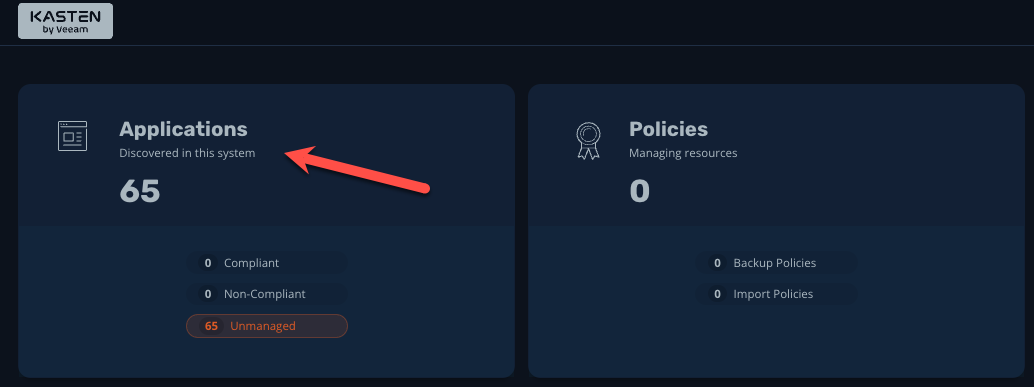 KASTEN
by Veeam
Applications
Discovered in this system
65
0 Compliant
0 Non-Compliant
65 Unmanaged
Policies
Managing resources
0
0 Backup Policies
0 Import Policies